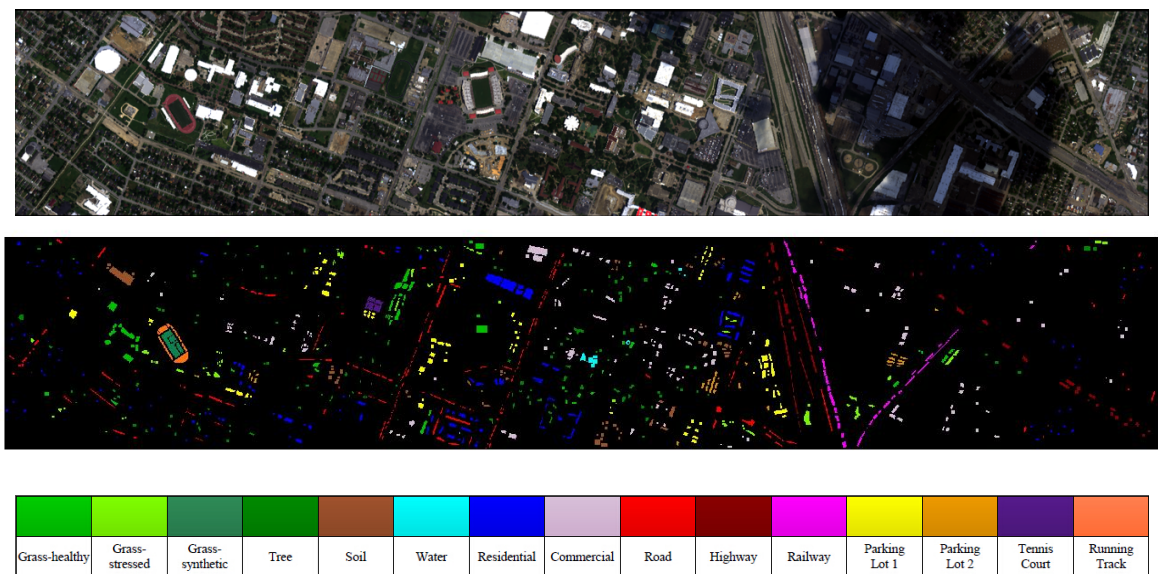 Grass-healthy
Grass-
stressed
Grass-
synthetic
Tree
Soil
Water
Residential
Commercial
Road
Highway
Railway
Parking
Lot 1
Parking
Lot 2
Tennis
Court
Running
Track